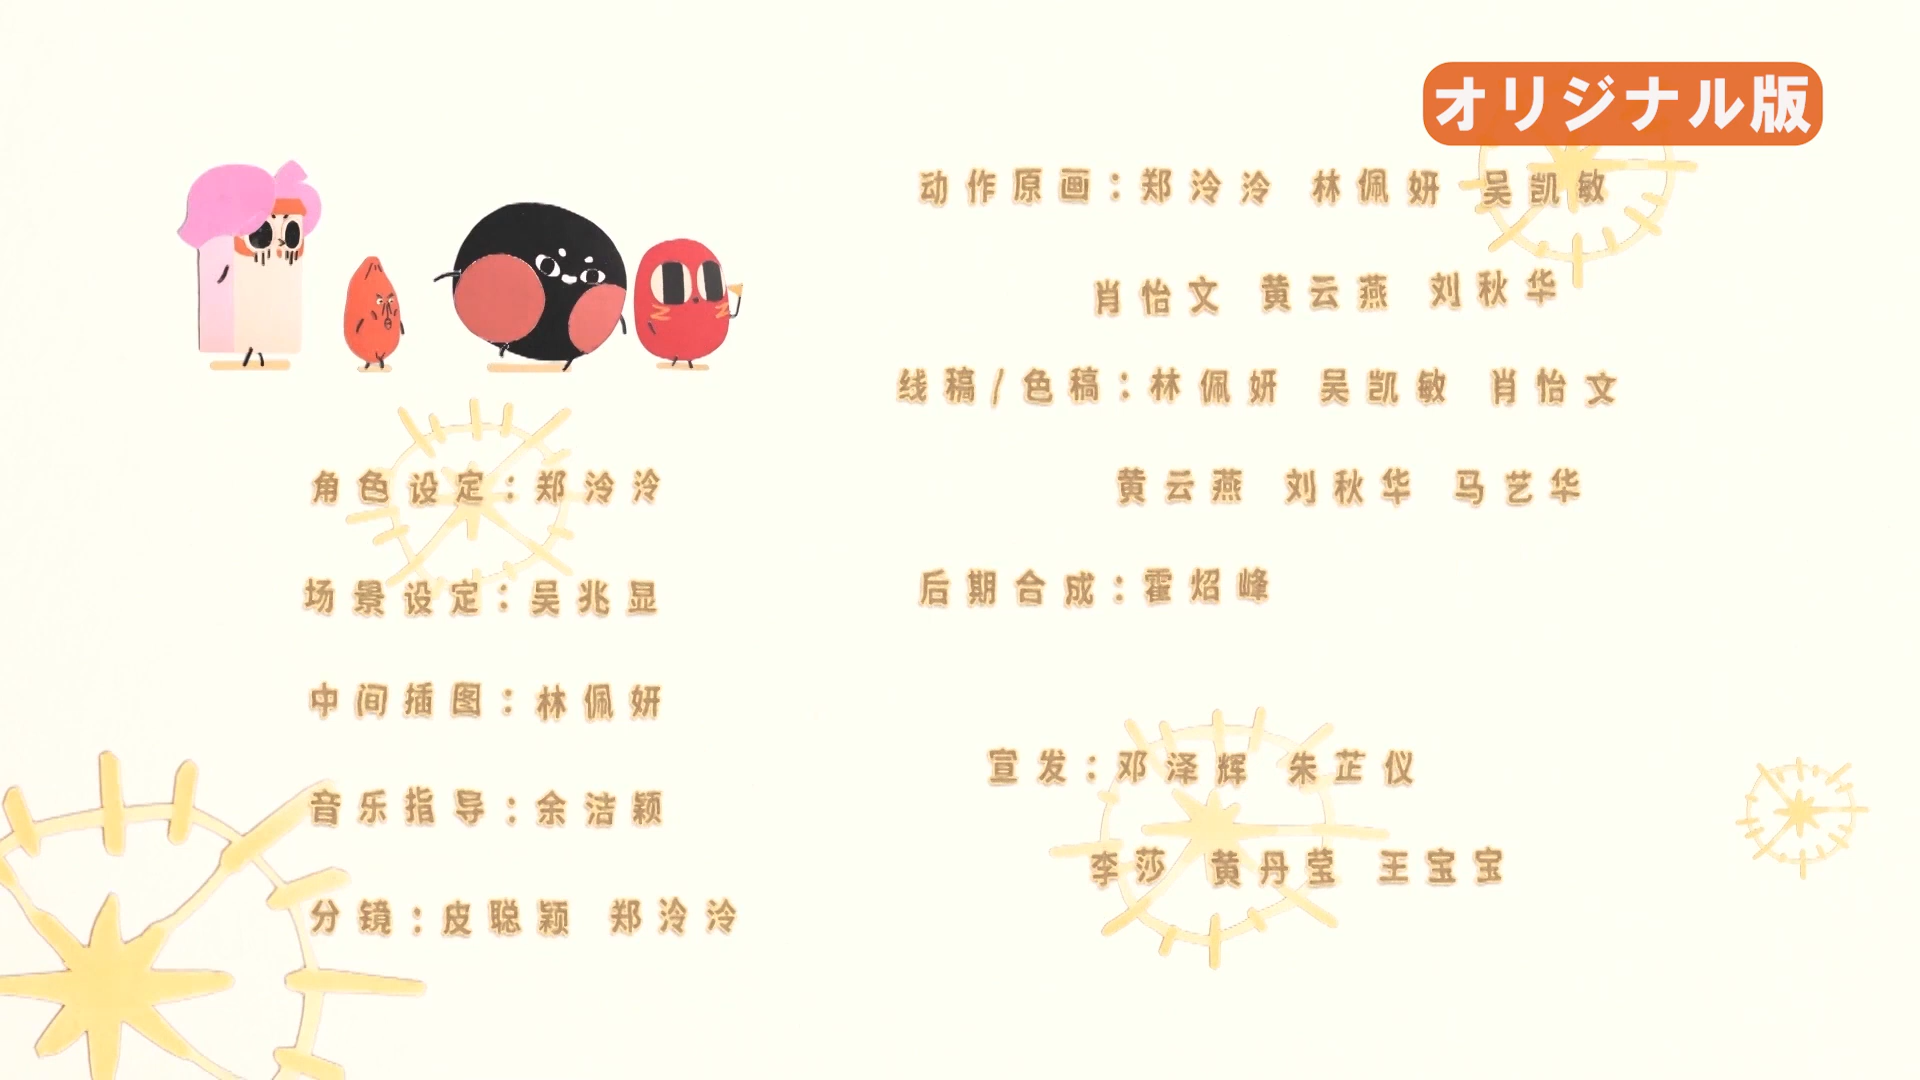 オリジナル版
角色设定：郑泠泠
场景设定：吴兆显
中间插图：林佩妍
音乐指导：余洁颖
分镜：皮聪颖 郑泠泠
动作原画：郑泠泠 林佩妍 吴凯敏
肖怡文 黄云燕 刘秋华
线稿/色稿：林佩妍 吴凯敏 肖怡文
黄云燕 刘秋华 马艺华
后期合成：霍炤峰
宣发：邓泽辉 朱芷仪
李莎 黄丹莹 王宝宝